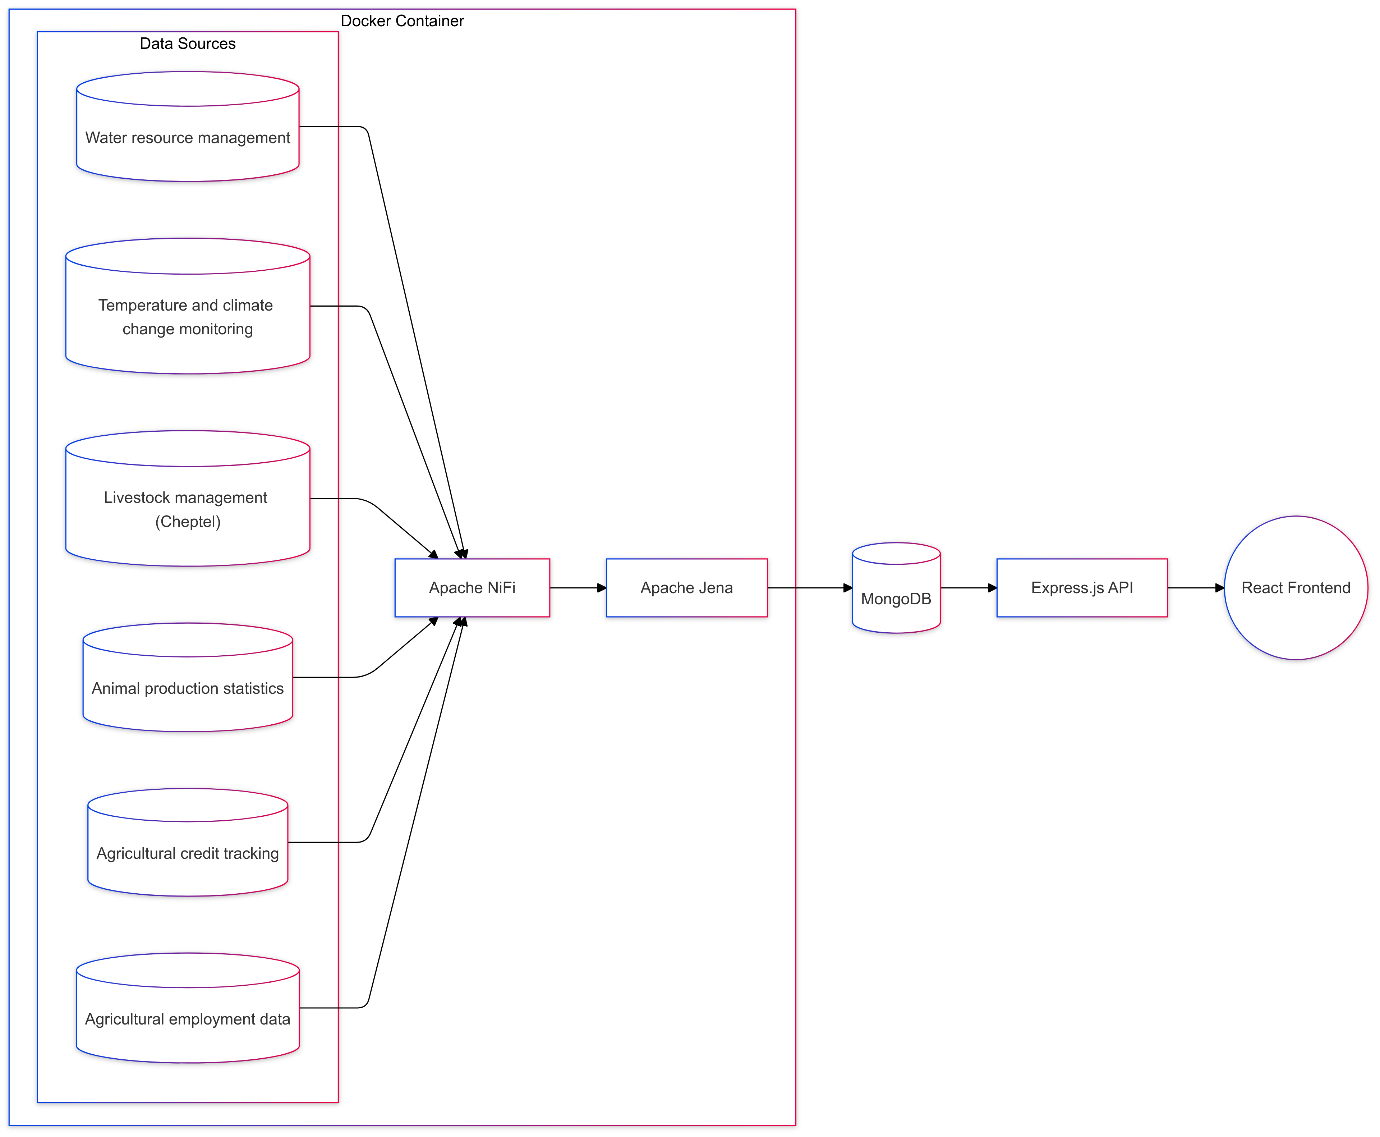 Docker Container
Data Sources
Water resource management
Temperature and climate
change monitoring
Livestock management
(Cheptel)
Apache NiFi
Apache Jena
MongoDB
Express.js API
React Frontend
Animal production statistics
Agricultural credit tracking
Agricultural employment data